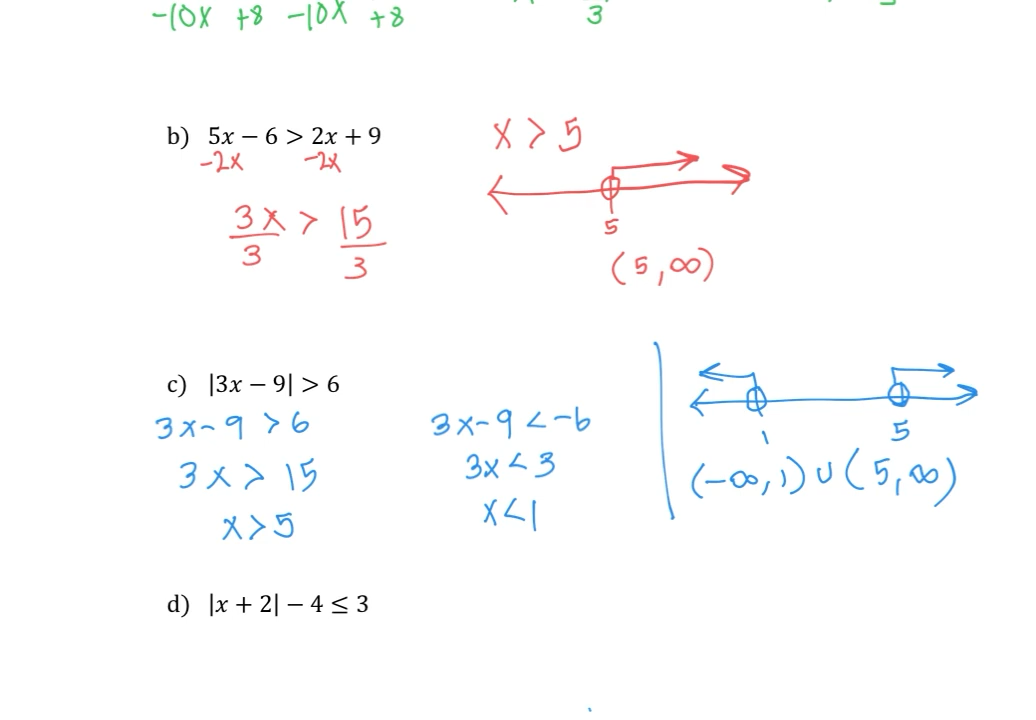 -10x +8 -10x +8
3
b) 5x − 6 > 2x + 9
-2x -2x
x > 5
3x/3 > 15/3
5
(5,∞)
c) |3x − 9| > 6
3x-9 > 6
3x > 15
x > 5
3x-9 < -6
3x < 3
x < 1
1 5
(-∞,1) ∪ (5,∞)
d) |x + 2| − 4 ≤ 3